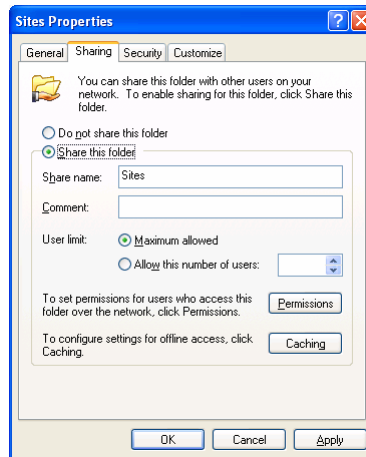 Sites Properties
General Sharing Security Customize
You can share this folder with other users on your
network. To enable sharing for this folder, click Share this
folder.
Do not share this folder
Share this folder
Share name: Sites
Comment:
User limit: Maximum allowed
Allow this number of users:
To set permissions for users who access this
folder over the network, click Permissions.
Permissions
To configure settings for offline access, click
Caching.
Caching
OK Cancel Apply